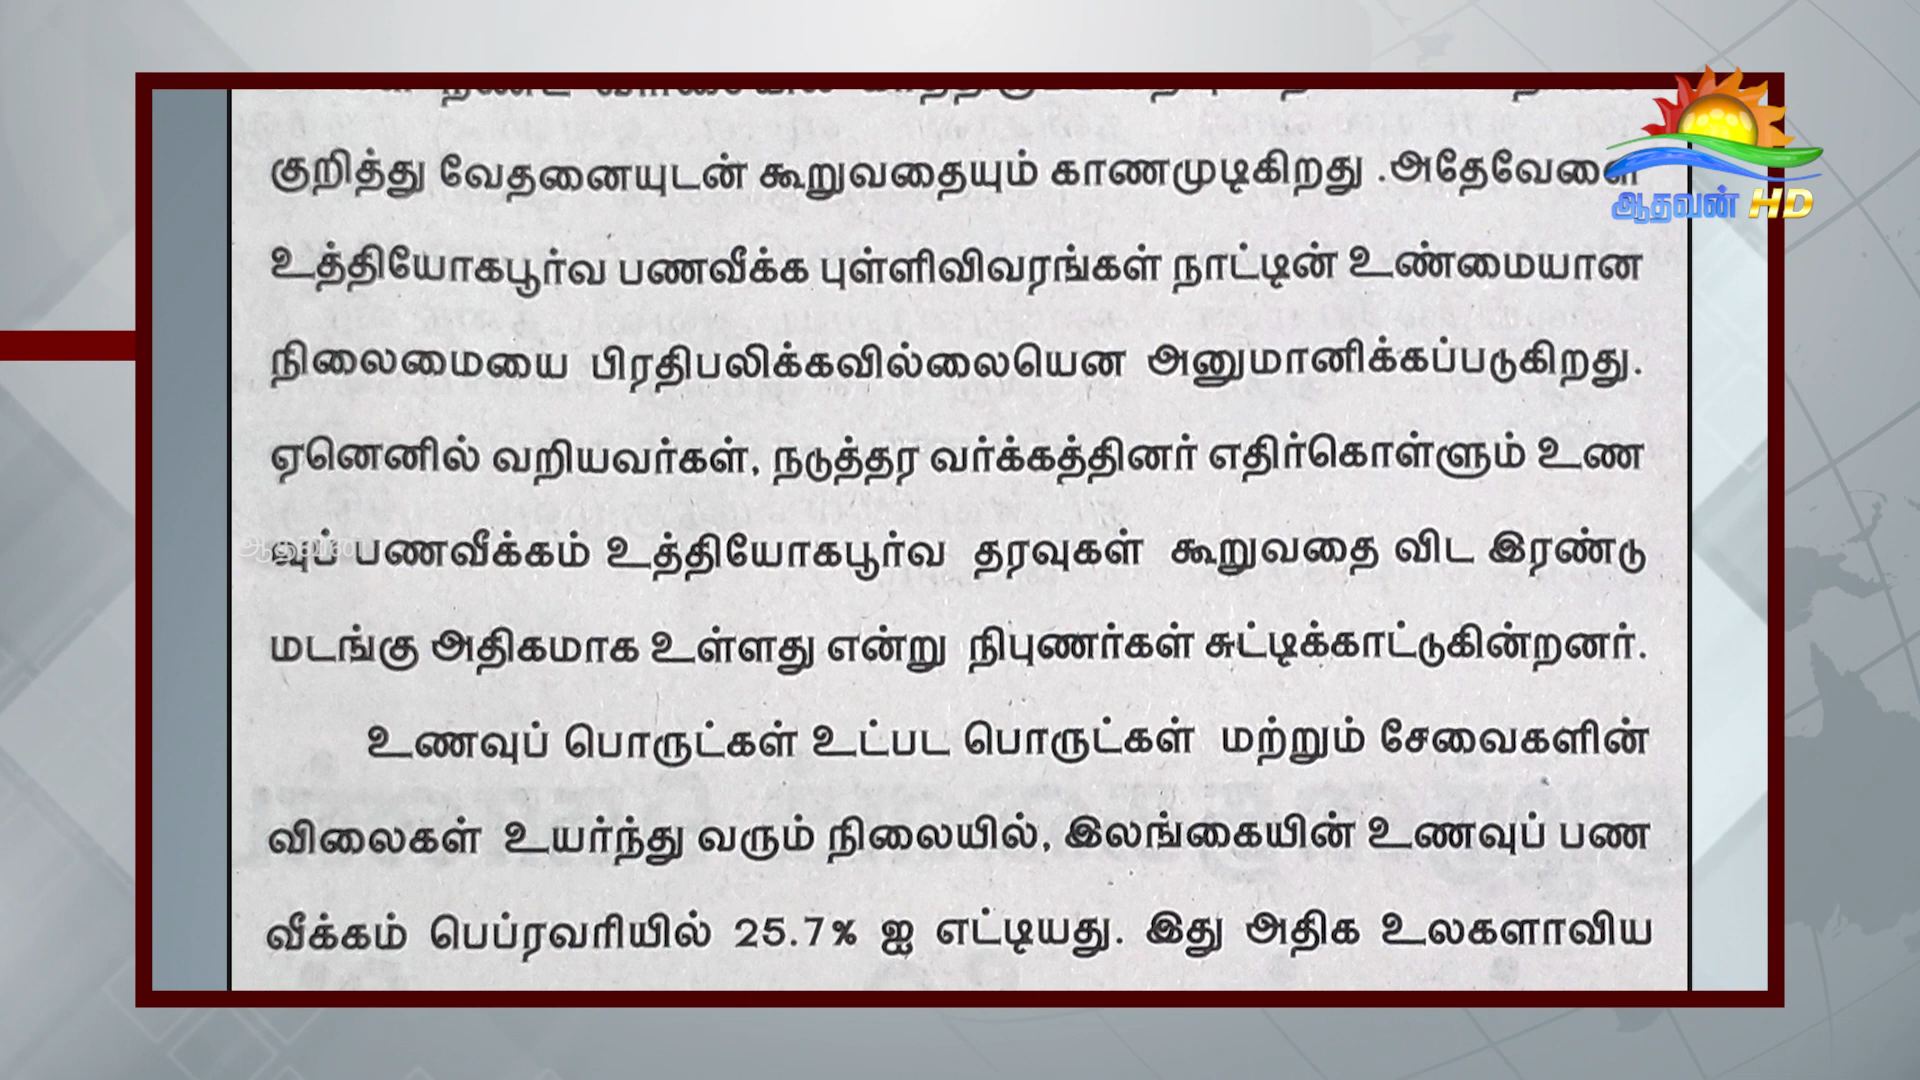 குறித்து வேதனையுடன் கூறுவதையும் காணமுடிகிறது .அதேவேளை
ஆதவன் HD
உத்தியோகபூர்வ பணவீக்க புள்ளிவிவரங்கள் நாட்டின் உண்மையான
நிலைமையை பிரதிபலிக்கவில்லையென அனுமானிக்கப்படுகிறது.
ஏனெனில் வறியவர்கள், நடுத்தர வர்க்கத்தினர் எதிர்கொள்ளும் உண
வுப் பணவீக்கம் உத்தியோகபூர்வ தரவுகள் கூறுவதை விட இரண்டு
மடங்கு அதிகமாக உள்ளது என்று நிபுணர்கள் சுட்டிக்காட்டுகின்றனர்.
உணவுப் பொருட்கள் உட்பட பொருட்கள் மற்றும் சேவைகளின்
விலைகள் உயர்ந்து வரும் நிலையில், இலங்கையின் உணவுப் பண
வீக்கம் பெப்ரவரியில் 25.7% ஐ எட்டியது. இது அதிக உலகளாவிய